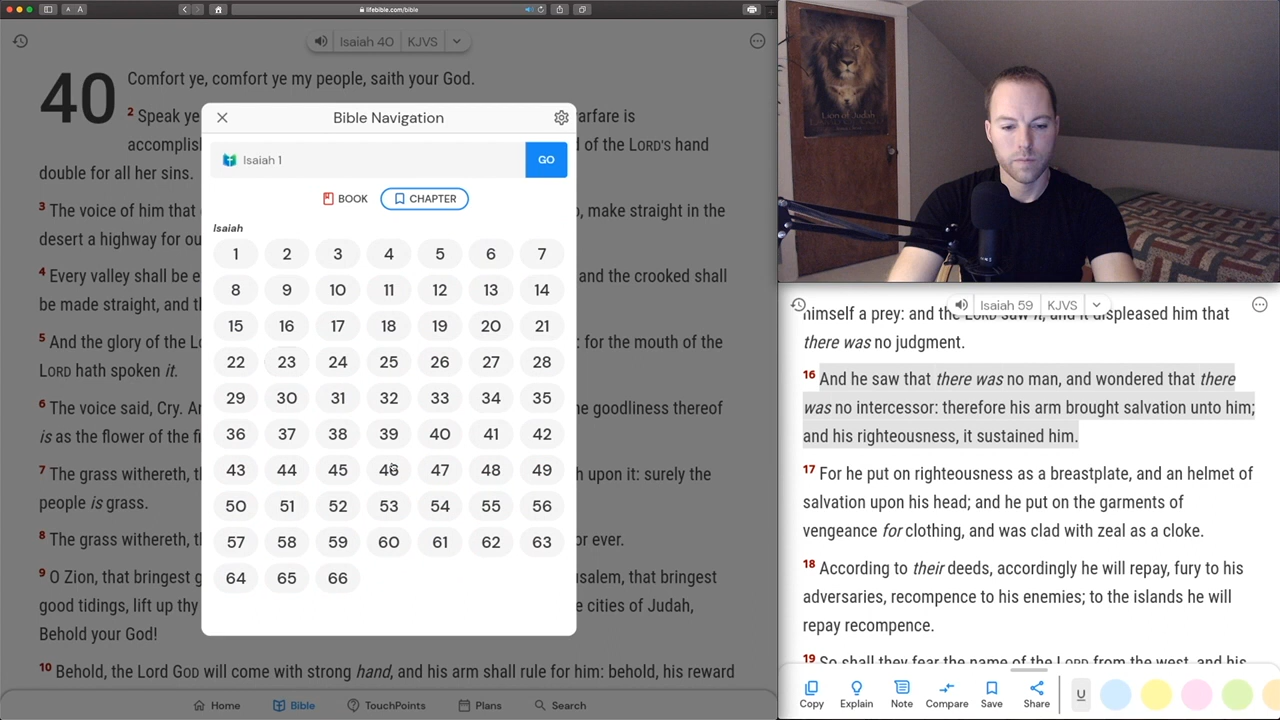 A A
lifebible.com/bible
Isaiah 40 KJVS
40 Comfort ye, comfort ye my people, saith your God.
2 Speak ye
arfare is
accomplis
d of the LORD'S hand
double for all her sins.
3 The voice of him that
o, make straight in the
desert a highway for ou
4 Every valley shall be e
and the crooked shall
be made straight, and t
5 And the glory of the L
: for the mouth of the
LORD hath spoken it.
6 The voice said, Cry. A
he goodliness thereof
is as the flower of the fi
7 The grass withereth, t
h upon it: surely the
people is grass.
8 The grass withereth, t
or ever.
9 O Zion, that bringest g
usalem, that bringest
good tidings, lift up thy
e cities of Judah,
Behold your God!
10 Behold, the Lord GOD will come with strong hand, and his arm shall rule for him: behold, his reward
Home Bible TouchPoints Plans Search
Bible Navigation
Isaiah 1 GO
BOOK CHAPTER
Isaiah
1 2 3 4 5 6 7
8 9 10 11 12 13 14
15 16 17 18 19 20 21
22 23 24 25 26 27 28
29 30 31 32 33 34 35
36 37 38 39 40 41 42
43 44 45 46 47 48 49
50 51 52 53 54 55 56
57 58 59 60 61 62 63
64 65 66
Lion of Judah
Isaiah 59 KJVS
himself a prey: and the LORD saw it, and it displeased him that
there was no judgment.
16 And he saw that there was no man, and wondered that there
was no intercessor: therefore his arm brought salvation unto him;
and his righteousness, it sustained him.
17 For he put on righteousness as a breastplate, and an helmet of
salvation upon his head; and he put on the garments of
vengeance for clothing, and was clad with zeal as a cloke.
18 According to their deeds, accordingly he will repay, fury to his
adversaries, recompence to his enemies; to the islands he will
repay recompence.
19 So shall they fear the name of the LORD from the west, and his
Copy Explain Note Compare Save Share U